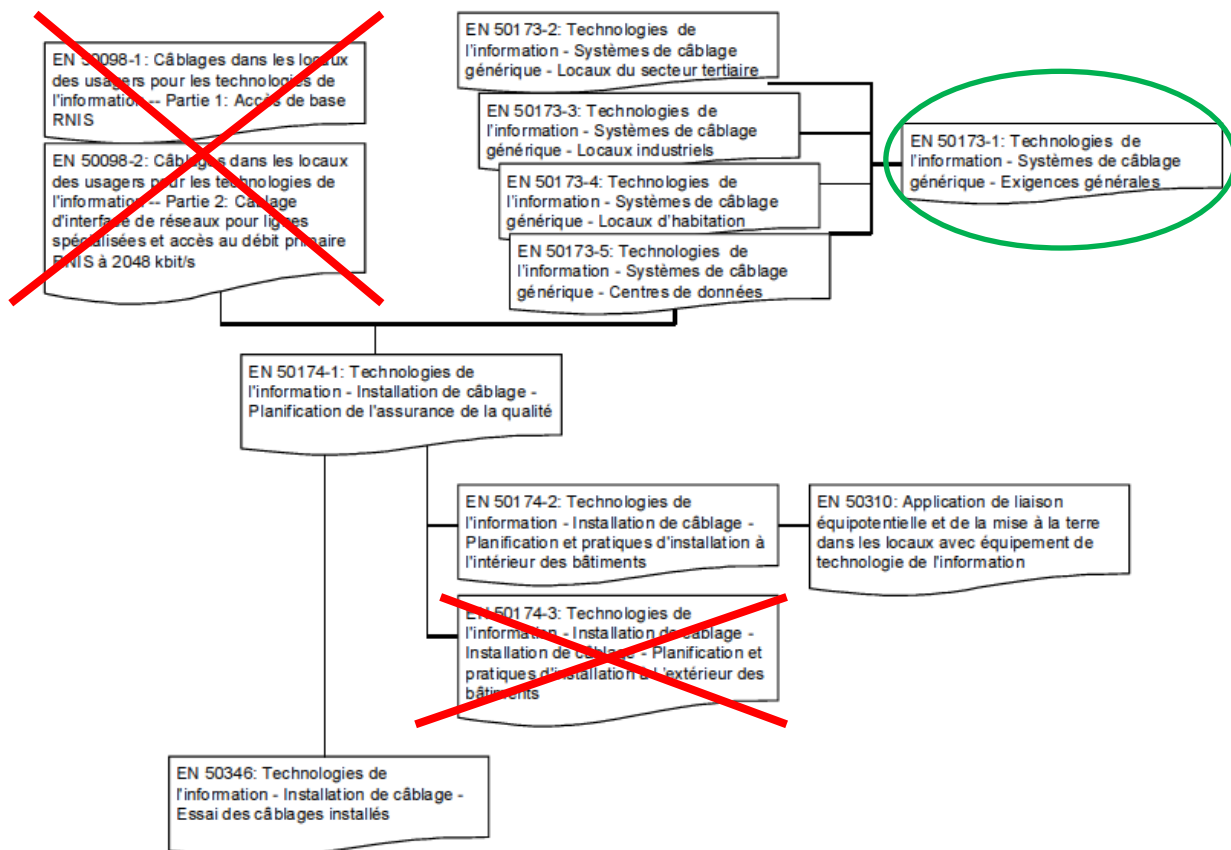 EN 50098-1: Câblages dans les locaux
des usagers pour les technologies de
l'information -- Partie 1: Accès de base
RNIS
EN 50098-2: Câblages dans les locaux
des usagers pour les technologies de
l'information -- Partie 2: Câblage
d'interface de réseaux pour lignes
spécialisées et accès au débit primaire
RNIS à 2048 kbit/s
EN 50173-2: Technologies de
l'information - Systèmes de câblage
générique - Locaux du secteur tertiaire
EN 50173-3: Technologies de
l'information - Systèmes de câblage
générique - Locaux industriels
EN 50173-4: Technologies de
l'information - Systèmes de câblage
générique - Locaux d'habitation
EN 50173-5: Technologies de
l'information - Systèmes de câblage
générique - Centres de données
EN 50173-1: Technologies de
l'information - Systèmes de câblage
générique - Exigences générales
EN 50174-1: Technologies de
l'information - Installation de câblage -
Planification de l'assurance de la qualité
EN 50174-2: Technologies de
l'information - Installation de câblage -
Planification et pratiques d'installation à
l'intérieur des bâtiments
EN 50310: Application de liaison
équipotentielle et de la mise à la terre
dans les locaux avec équipement de
technologie de l'information
EN 50174-3: Technologies de
l'information - Installation de câblage -
Installation de câblage - Planification et
pratiques d'installation à L'extérieur des
bâtiments
EN 50346: Technologies de
l'information - Installation de câblage -
Essai des câblages installés